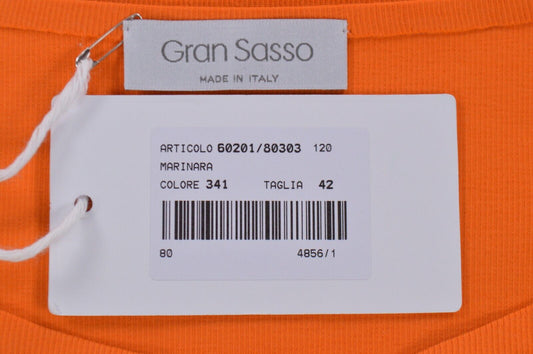 Gran Sasso
MADE IN ITALY
ARTICOLO 60201/80303 120
MARINARA
COLORE 341 TAGLIA 42
80 4856/1